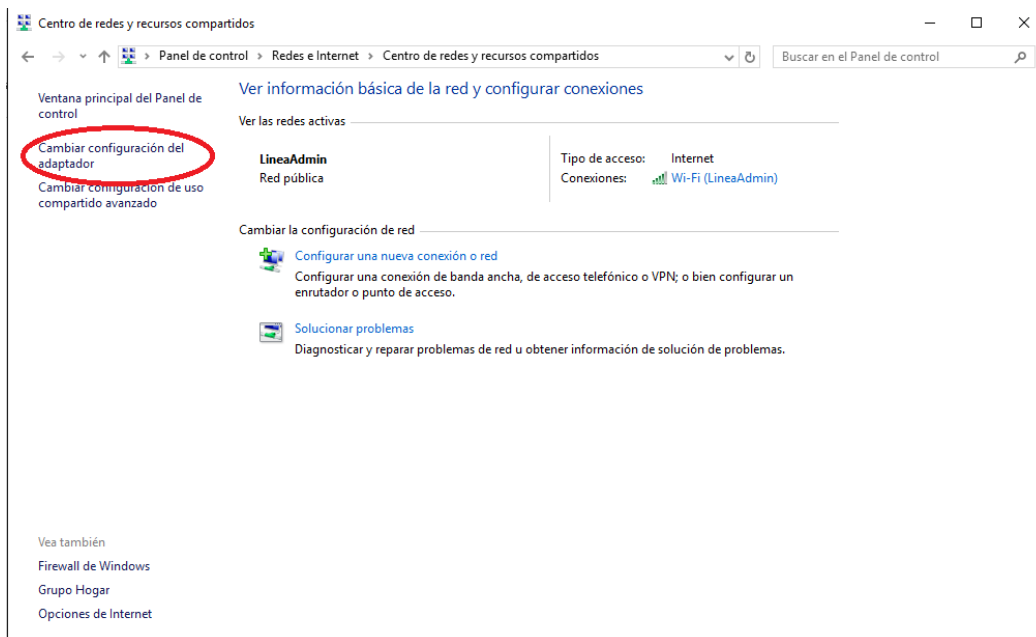 Centro de redes y recursos compartidos
Panel de control > Redes e Internet > Centro de redes y recursos compartidos
Buscar en el Panel de control
Ventana principal del Panel de
control
Cambiar configuración del
adaptador
Cambiar configuración de uso
compartido avanzado
Ver información básica de la red y configurar conexiones
Ver las redes activas
LineaAdmin
Red pública
Tipo de acceso: Internet
Conexiones: Wi-Fi (LineaAdmin)
Cambiar la configuración de red
Configurar una nueva conexión o red
Configurar una conexión de banda ancha, de acceso telefónico o VPN; o bien configurar un
enrutador o punto de acceso.
Solucionar problemas
Diagnosticar y reparar problemas de red u obtener información de solución de problemas.
Vea también
Firewall de Windows
Grupo Hogar
Opciones de Internet